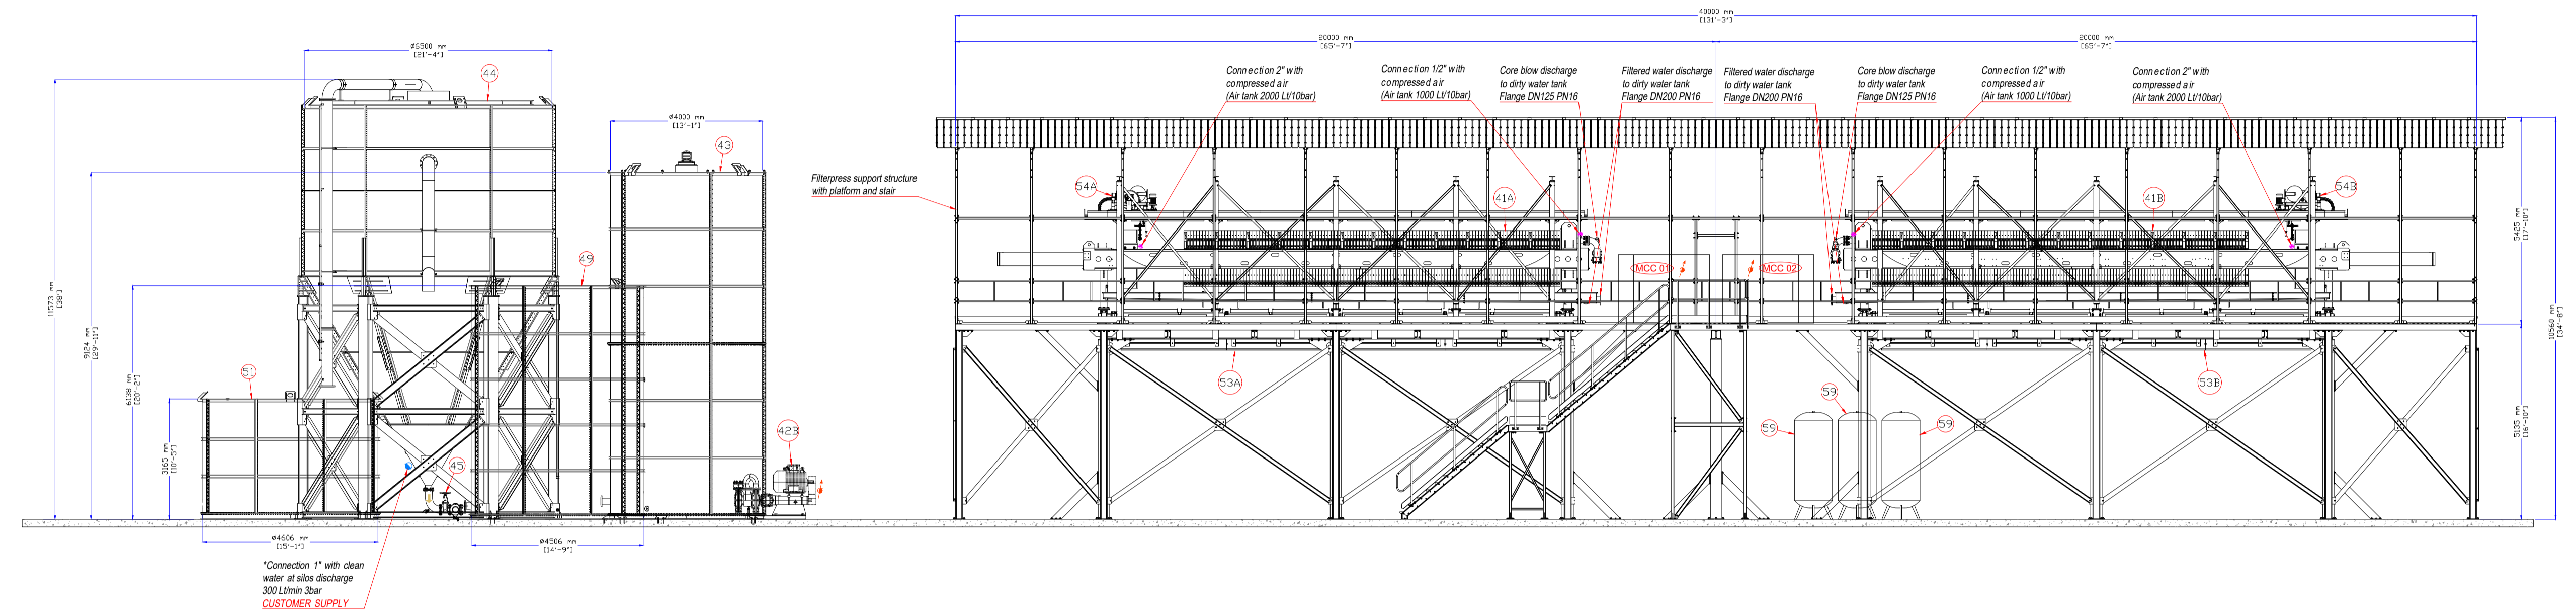 40000 mm
[131'-3"]
20000 mm
[65'-7"]
20000 mm
[65'-7"]
Ø6500 mm
[21'-4"]
44
11573 mm
[38']
Ø4000 mm
[13'-1"]
43
9124 mm
[29'-11"]
49
6138 mm
[20'-2"]
51
3165 mm
[10'-5"]
45
42B
Ø4606 mm
[15'-1"]
Ø4506 mm
[14'-9"]
"Connection 1" with clean
water at silos discharge
300 Lt/min 3bar
CUSTOMER SUPPLY
Filterpress support structure
with platform and stair
Connection 2" with
compressed air
(Air tank 2000 Lt/10bar)
Connection 1/2" with
compressed air
(Air tank 1000 Lt/10bar)
Core blow discharge
to dirty water tank
Flange DN125 PN16
Filtered water discharge
to dirty water tank
Flange DN200 PN16
Filtered water discharge
to dirty water tank
Flange DN200 PN16
Core blow discharge
to dirty water tank
Flange DN125 PN16
Connection 1/2" with
compressed air
(Air tank 1000 Lt/10bar)
Connection 2" with
compressed air
(Air tank 2000 Lt/10bar)
54A
41A
41B
54B
MCC 01
MCC 02
53A
53B
59
59
59
5425 mm
[17'-10"]
10560 mm
[34'-8"]
5135 mm
[16'-10"]